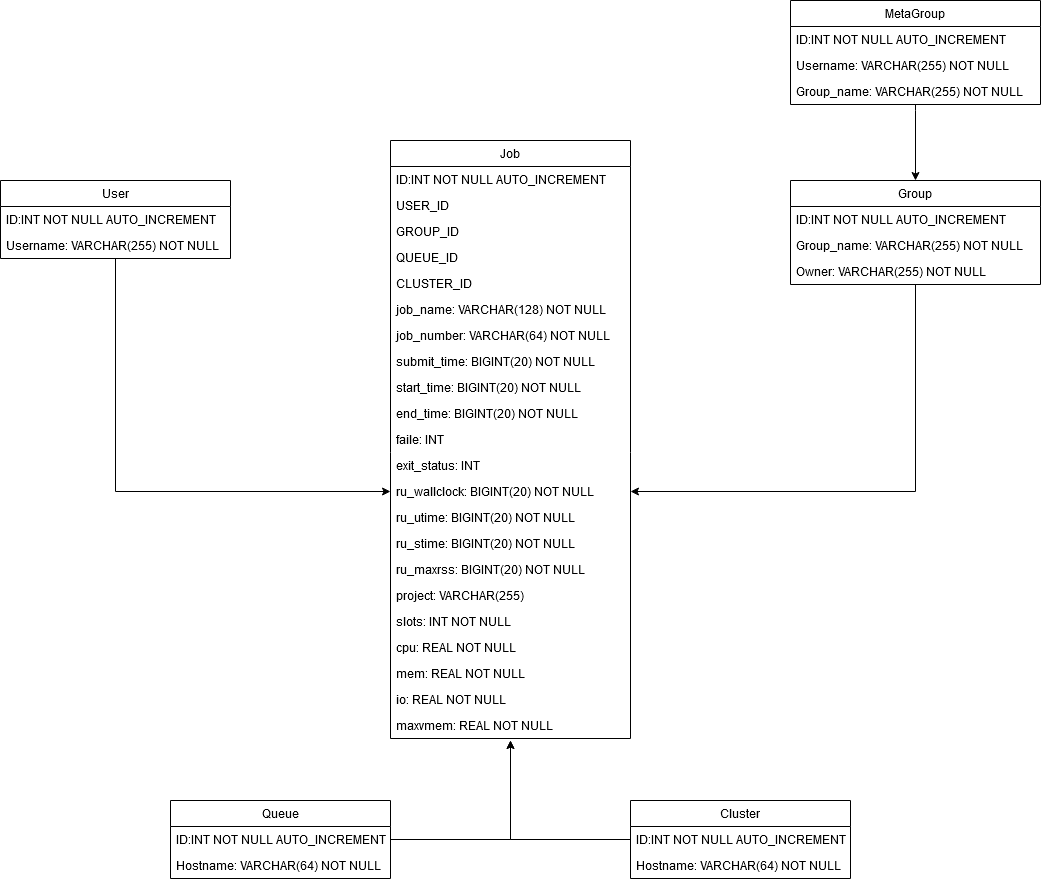 MetaGroup
ID:INT NOT NULL AUTO_INCREMENT
Username: VARCHAR(255) NOT NULL
Group_name: VARCHAR(255) NOT NULL
Job
ID:INT NOT NULL AUTO_INCREMENT
USER_ID
GROUP_ID
QUEUE_ID
CLUSTER_ID
job_name: VARCHAR(128) NOT NULL
job_number: VARCHAR(64) NOT NULL
submit_time: BIGINT(20) NOT NULL
start_time: BIGINT(20) NOT NULL
end_time: BIGINT(20) NOT NULL
faile: INT
exit_status: INT
ru_wallclock: BIGINT(20) NOT NULL
ru_utime: BIGINT(20) NOT NULL
ru_stime: BIGINT(20) NOT NULL
ru_maxrss: BIGINT(20) NOT NULL
project: VARCHAR(255)
slots: INT NOT NULL
cpu: REAL NOT NULL
mem: REAL NOT NULL
io: REAL NOT NULL
maxvmem: REAL NOT NULL
User
ID:INT NOT NULL AUTO_INCREMENT
Username: VARCHAR(255) NOT NULL
Group
ID:INT NOT NULL AUTO_INCREMENT
Group_name: VARCHAR(255) NOT NULL
Owner: VARCHAR(255) NOT NULL
Queue
ID:INT NOT NULL AUTO_INCREMENT
Hostname: VARCHAR(64) NOT NULL
Cluster
ID:INT NOT NULL AUTO_INCREMENT
Hostname: VARCHAR(64) NOT NULL